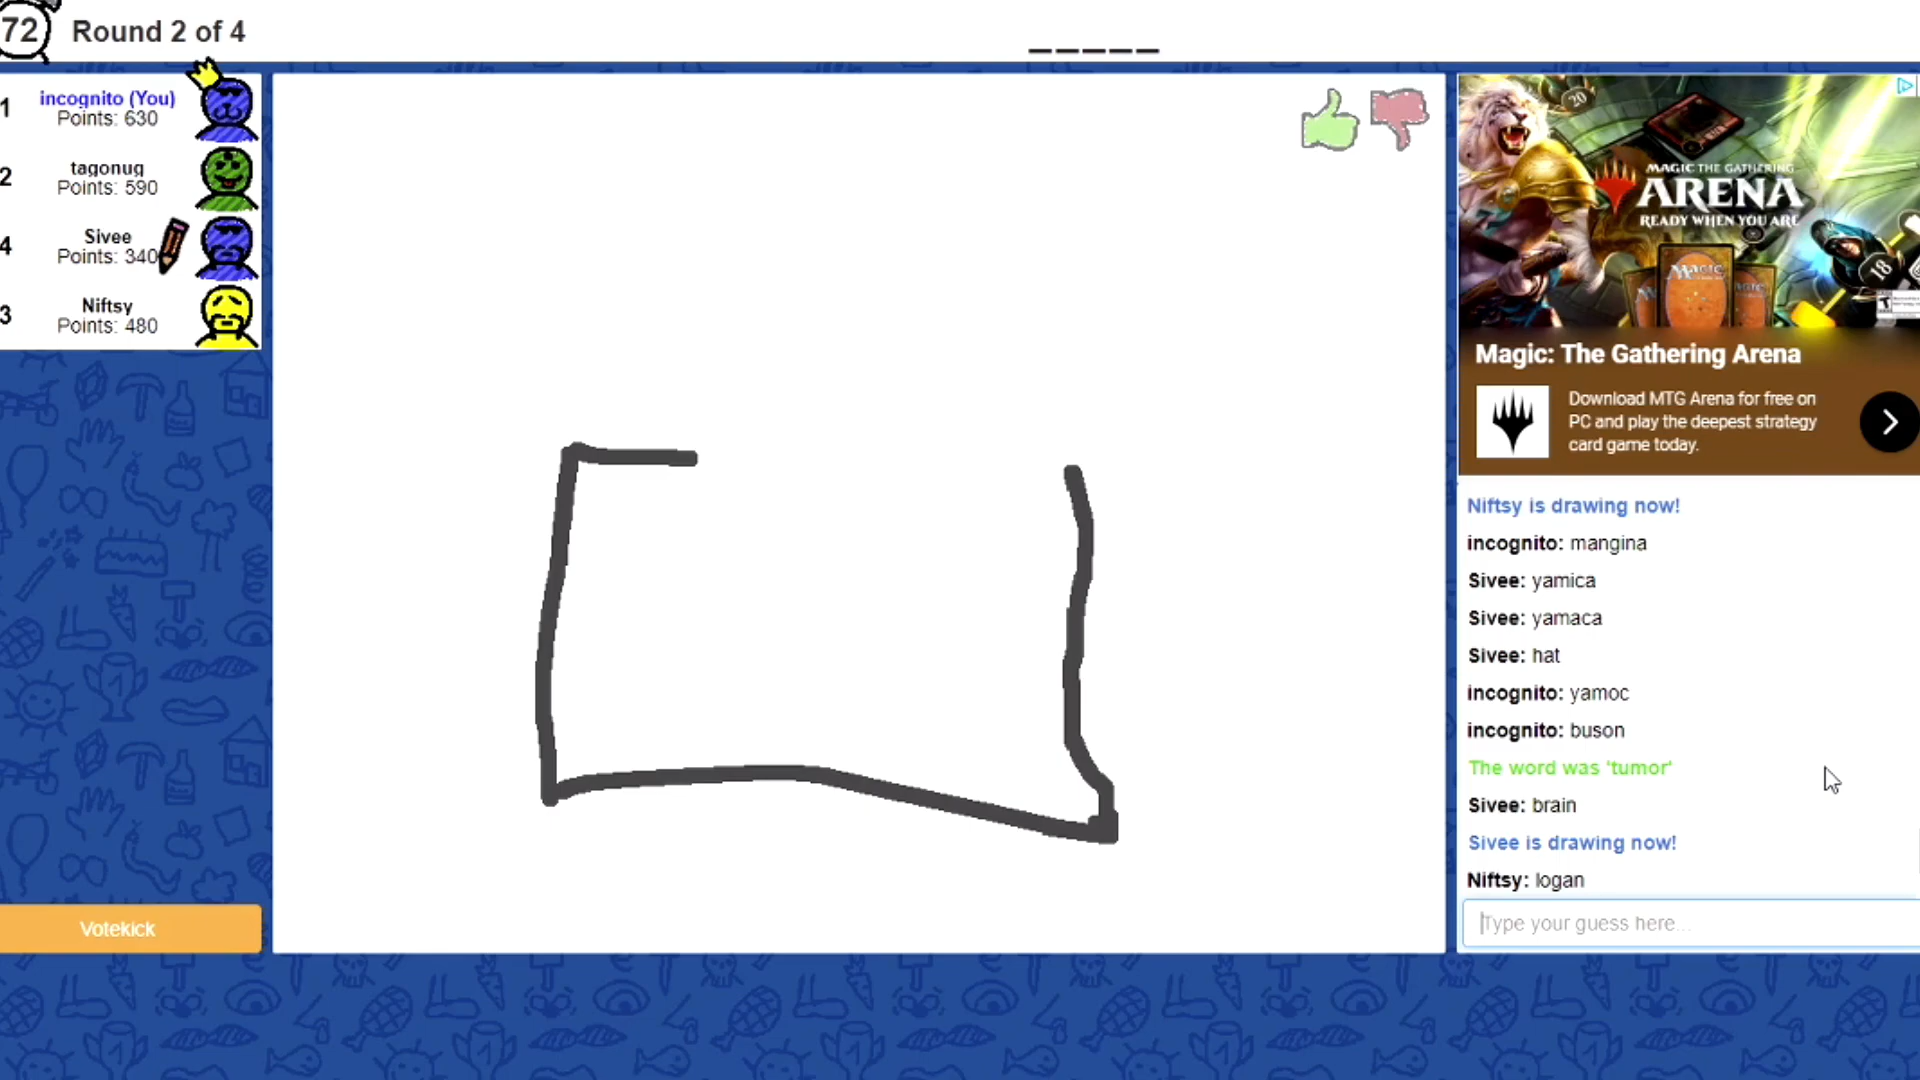 72
Round 2 of 4
_____
1
incognito (You)
Points: 630
2
tagonug
Points: 590
4
Sivee
Points: 340
3
Niftsy
Points: 480
Votekick
20
MAGIC THE GATHERING
ARENA
READY WHEN YOU ARE
18
MAGIC
Magic: The Gathering Arena
Download MTG Arena for free on
PC and play the deepest strategy
card game today.
Niftsy is drawing now!
incognito: mangina
Sivee: yamica
Sivee: yamaca
Sivee: hat
incognito: yamoc
incognito: buson
The word was 'tumor'
Sivee: brain
Sivee is drawing now!
Niftsy: logan
Type your guess here...